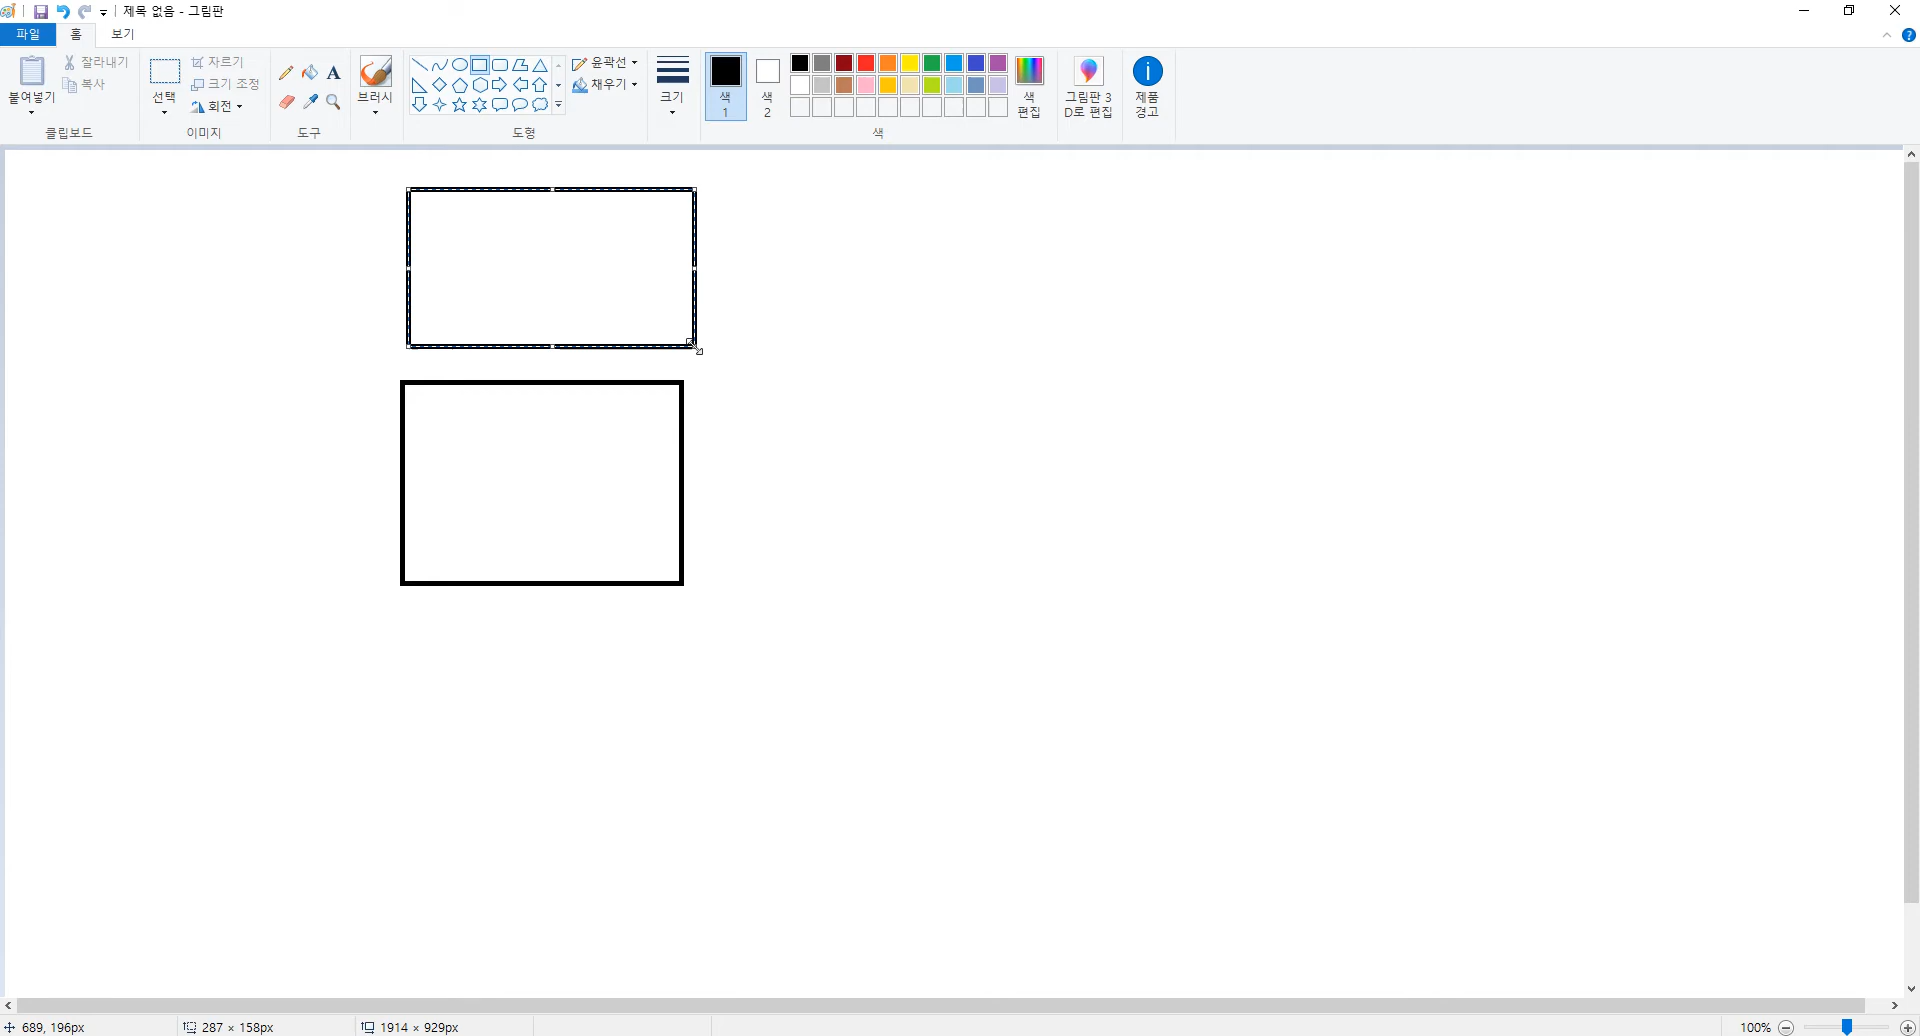 제목 없음 - 그림판
파일 홈 보기
붙여넣기
잘라내기
복사
클립보드
선택
자르기
크기 조정
회전
이미지
A
도구
브러시
윤곽선
채우기
도형
크기
색
1
색
2
색
편집
색
그림판 3
D로 편집
제품
경고
689, 196px
287 × 158px
1914 × 929px
100%